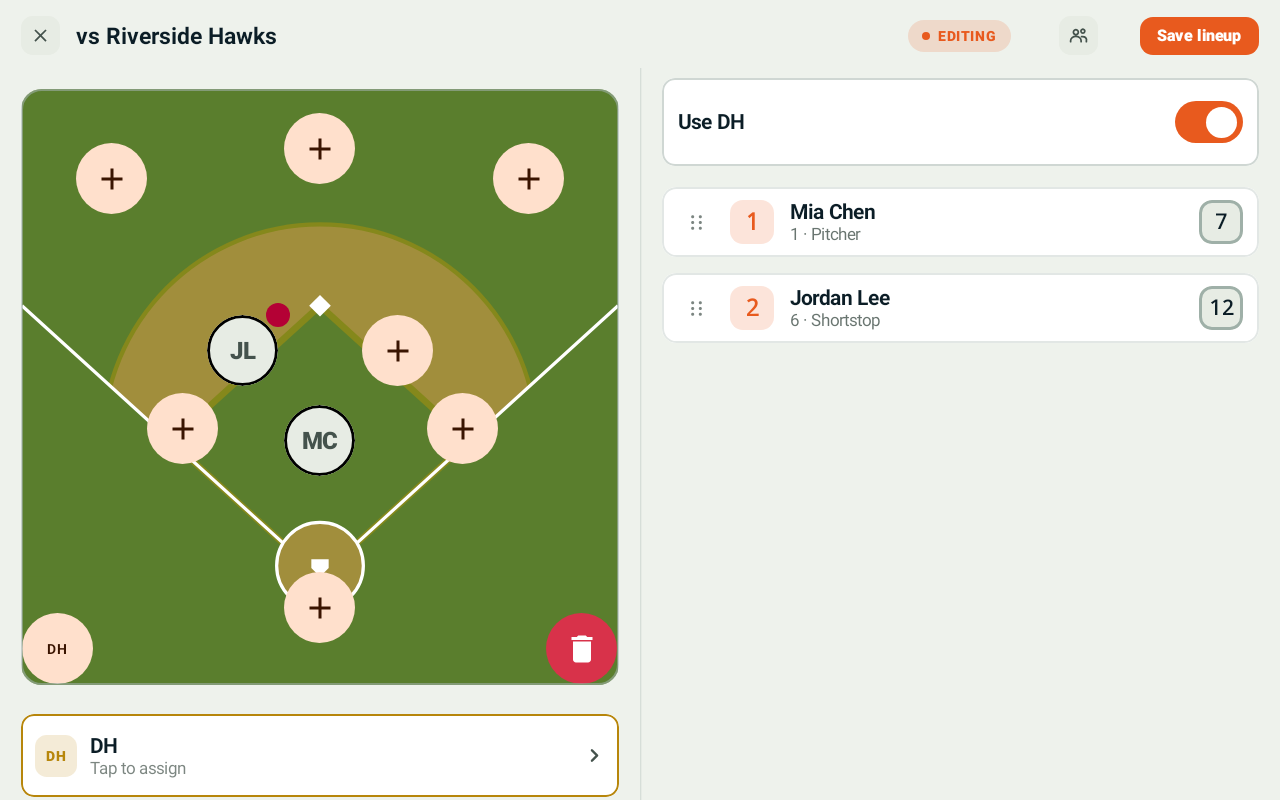 vs Riverside Hawks
EDITING
Save lineup
JL
MC
DH
DH
DH
Tap to assign
Use DH
1
Mia Chen
1 · Pitcher
7
2
Jordan Lee
6 · Shortstop
12